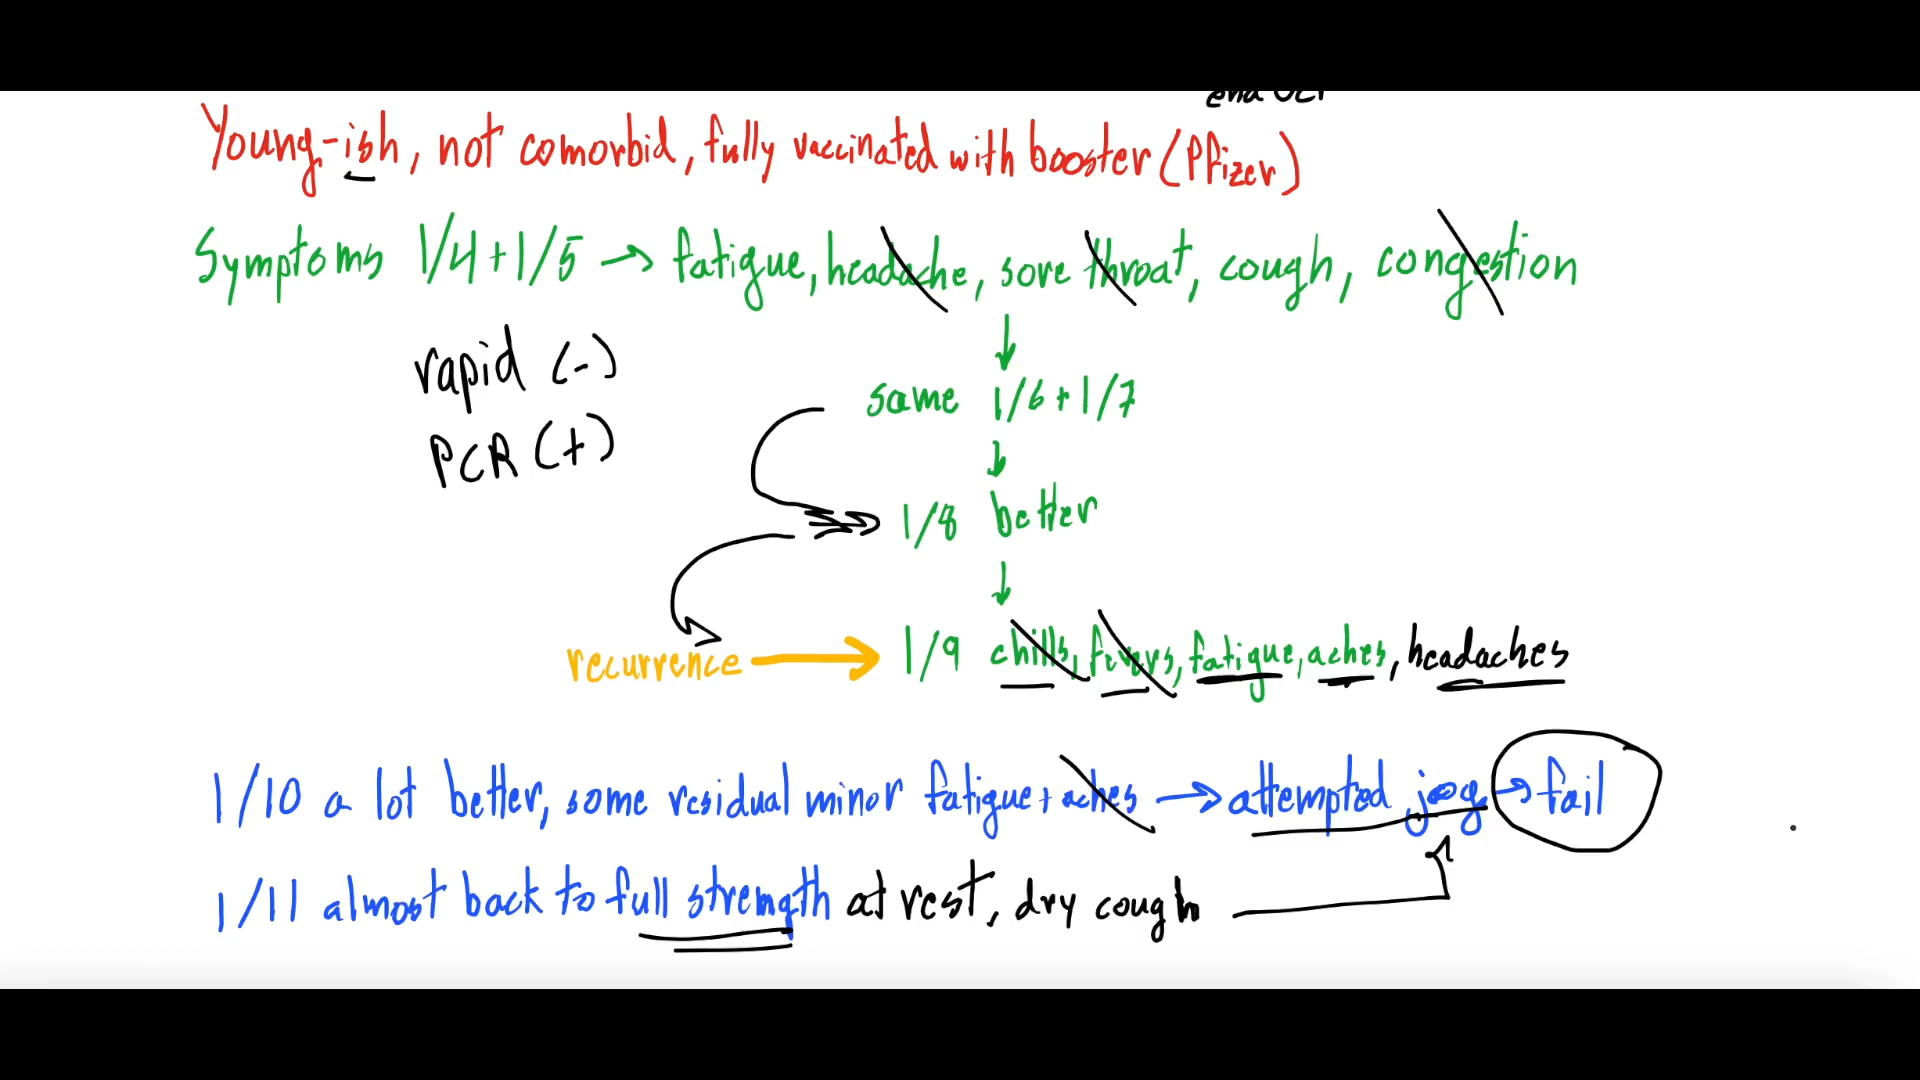 Young-ish, not comorbid, fully vaccinated with booster (Pfizer)
Symptoms 1/4 + 1/5 → fatigue, headache, sore throat, cough, congestion
rapid (-)
↓
same 1/6 + 1/7
PCR (+)
↓
1/8 better
↓
recurrence → 1/9 chills, fevers, fatigue, aches, headaches
1/10 a lot better, some residual minor fatigue + aches → attempted jog → fail
1/11 almost back to full strength at rest, dry cough